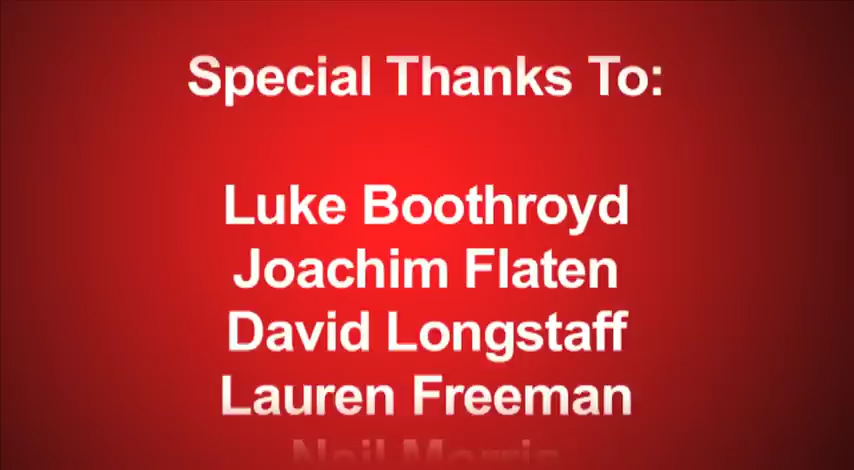 Special Thanks To:
Luke Boothroyd
Joachim Flaten
David Longstaff
Lauren Freeman